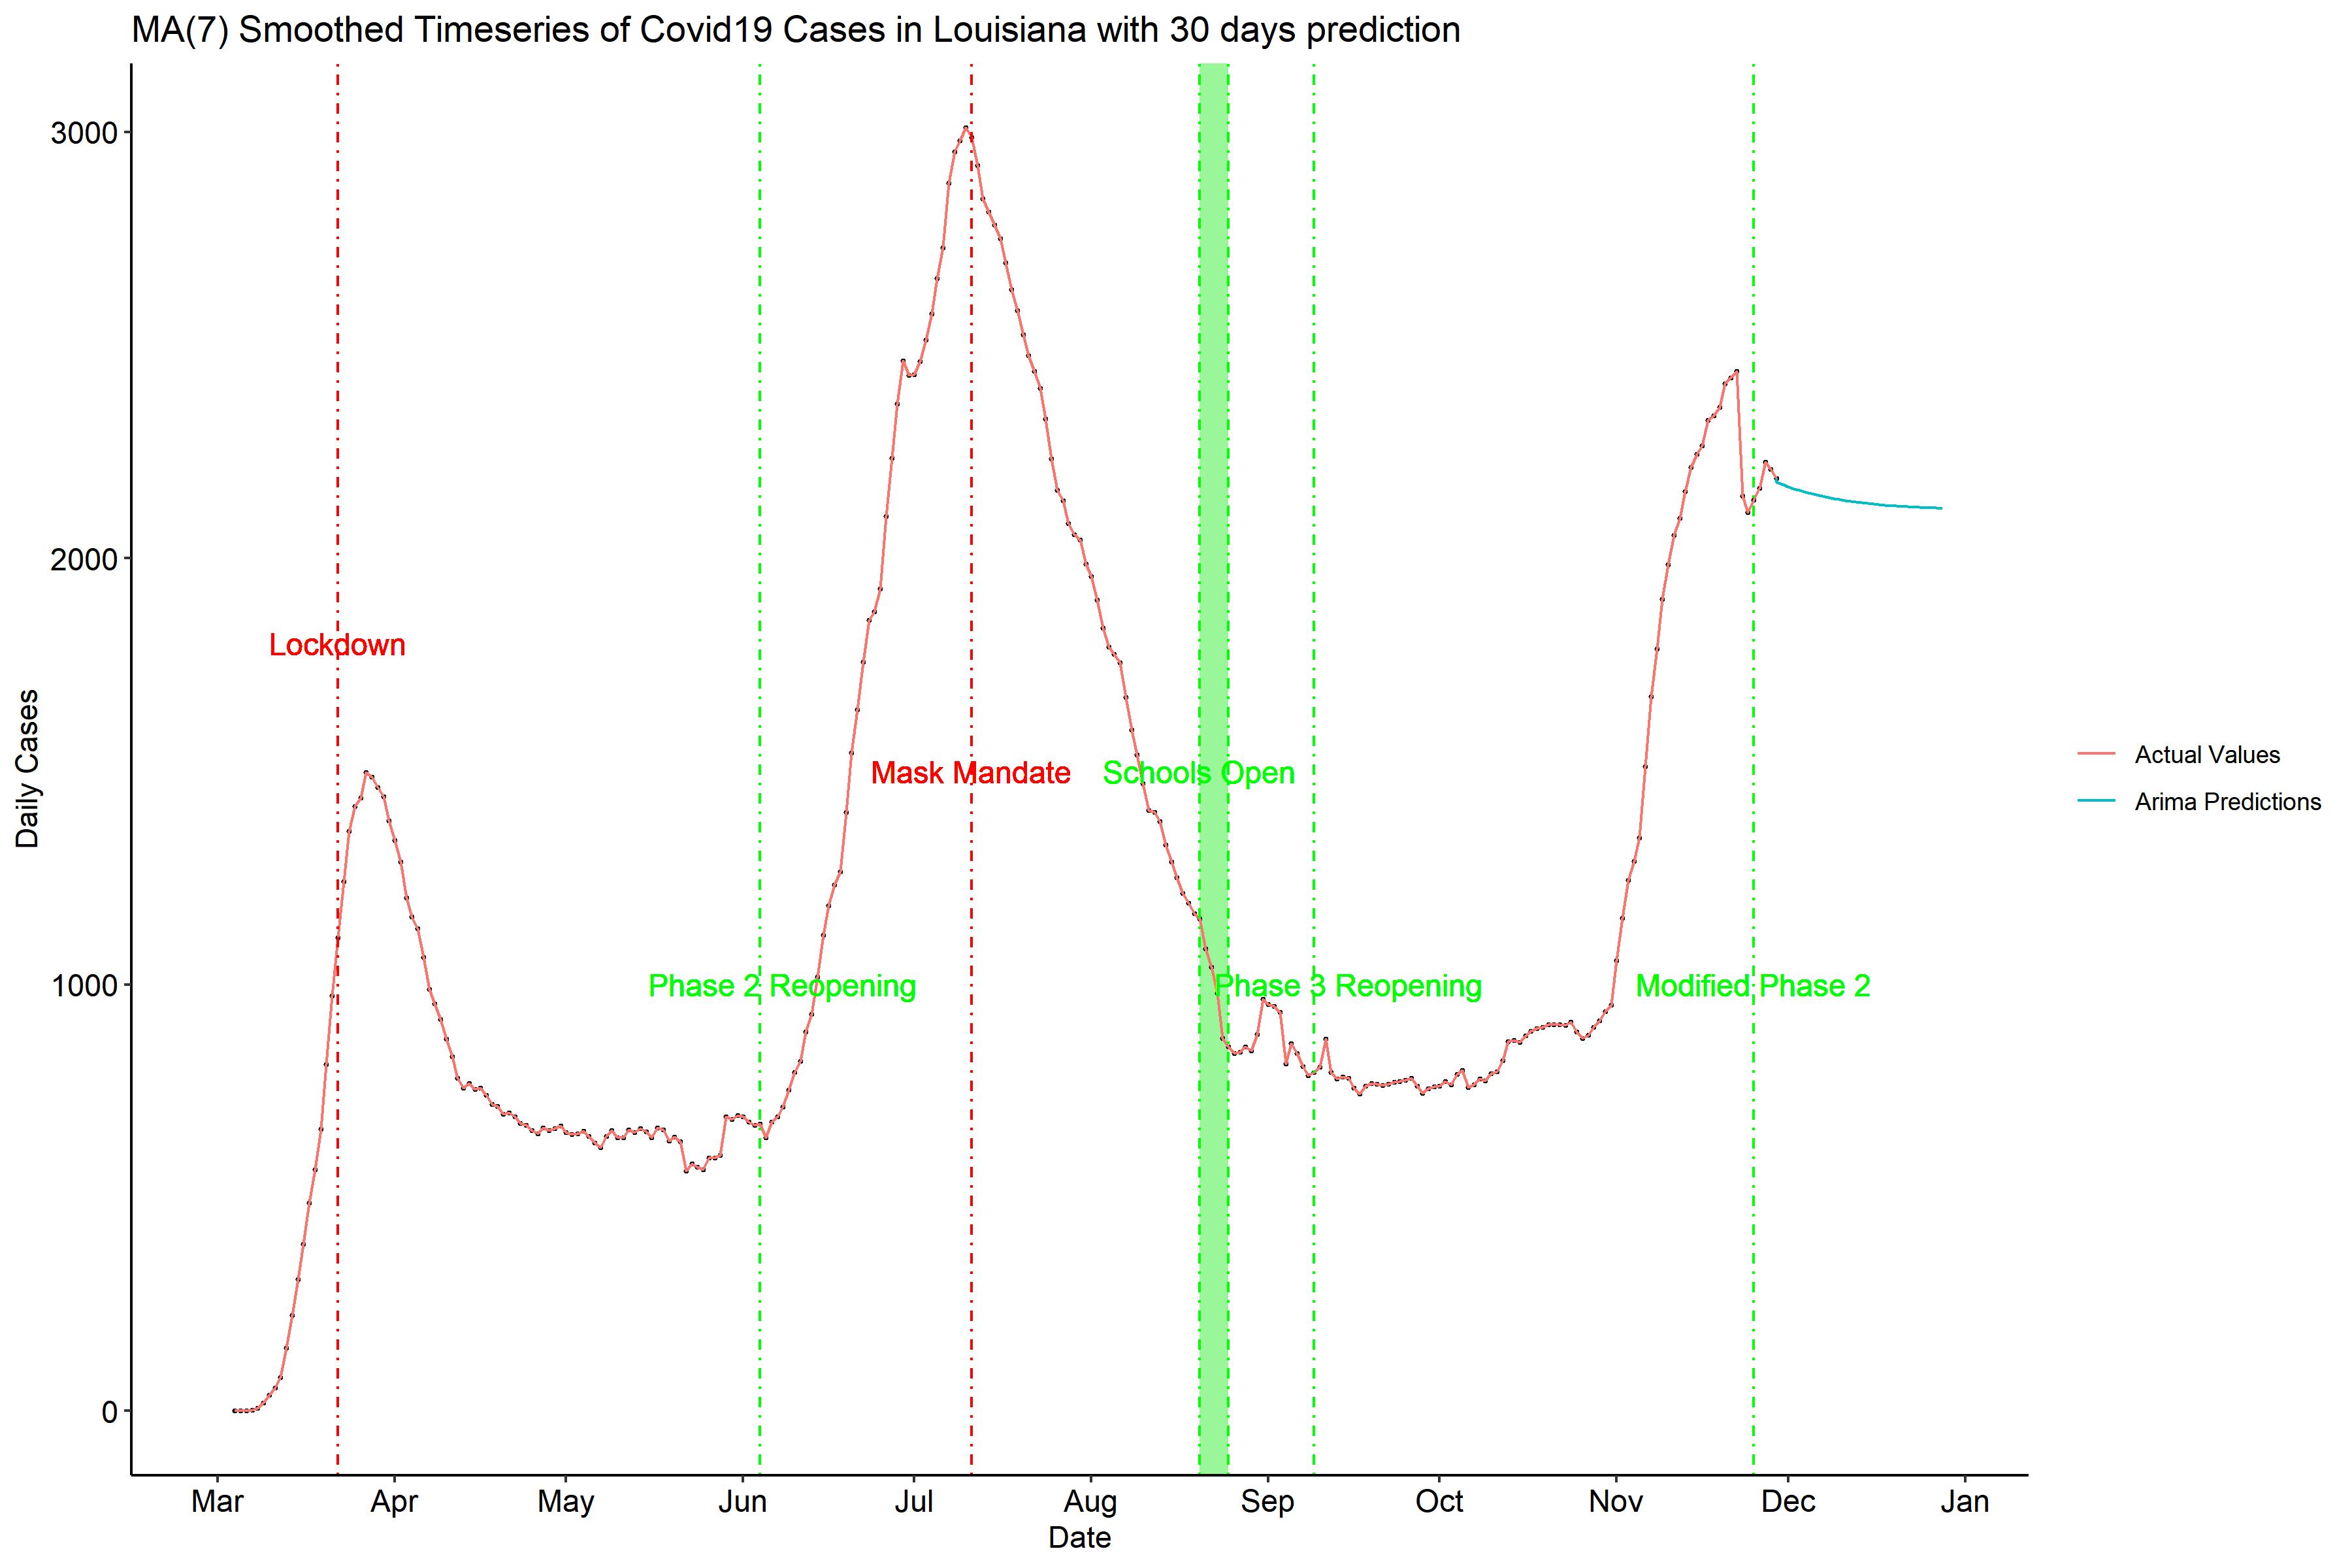 MA(7) Smoothed Timeseries of Covid19 Cases in Louisiana with 30 days prediction
3000
2000
1000
0
Daily Cases
Lockdown
Mask Mandate
Schools Open
Phase 2 Reopening
Phase 3 Reopening
Modified Phase 2
Actual Values
Arima Predictions
Mar Apr May Jun Jul Aug Sep Oct Nov Dec Jan
Date